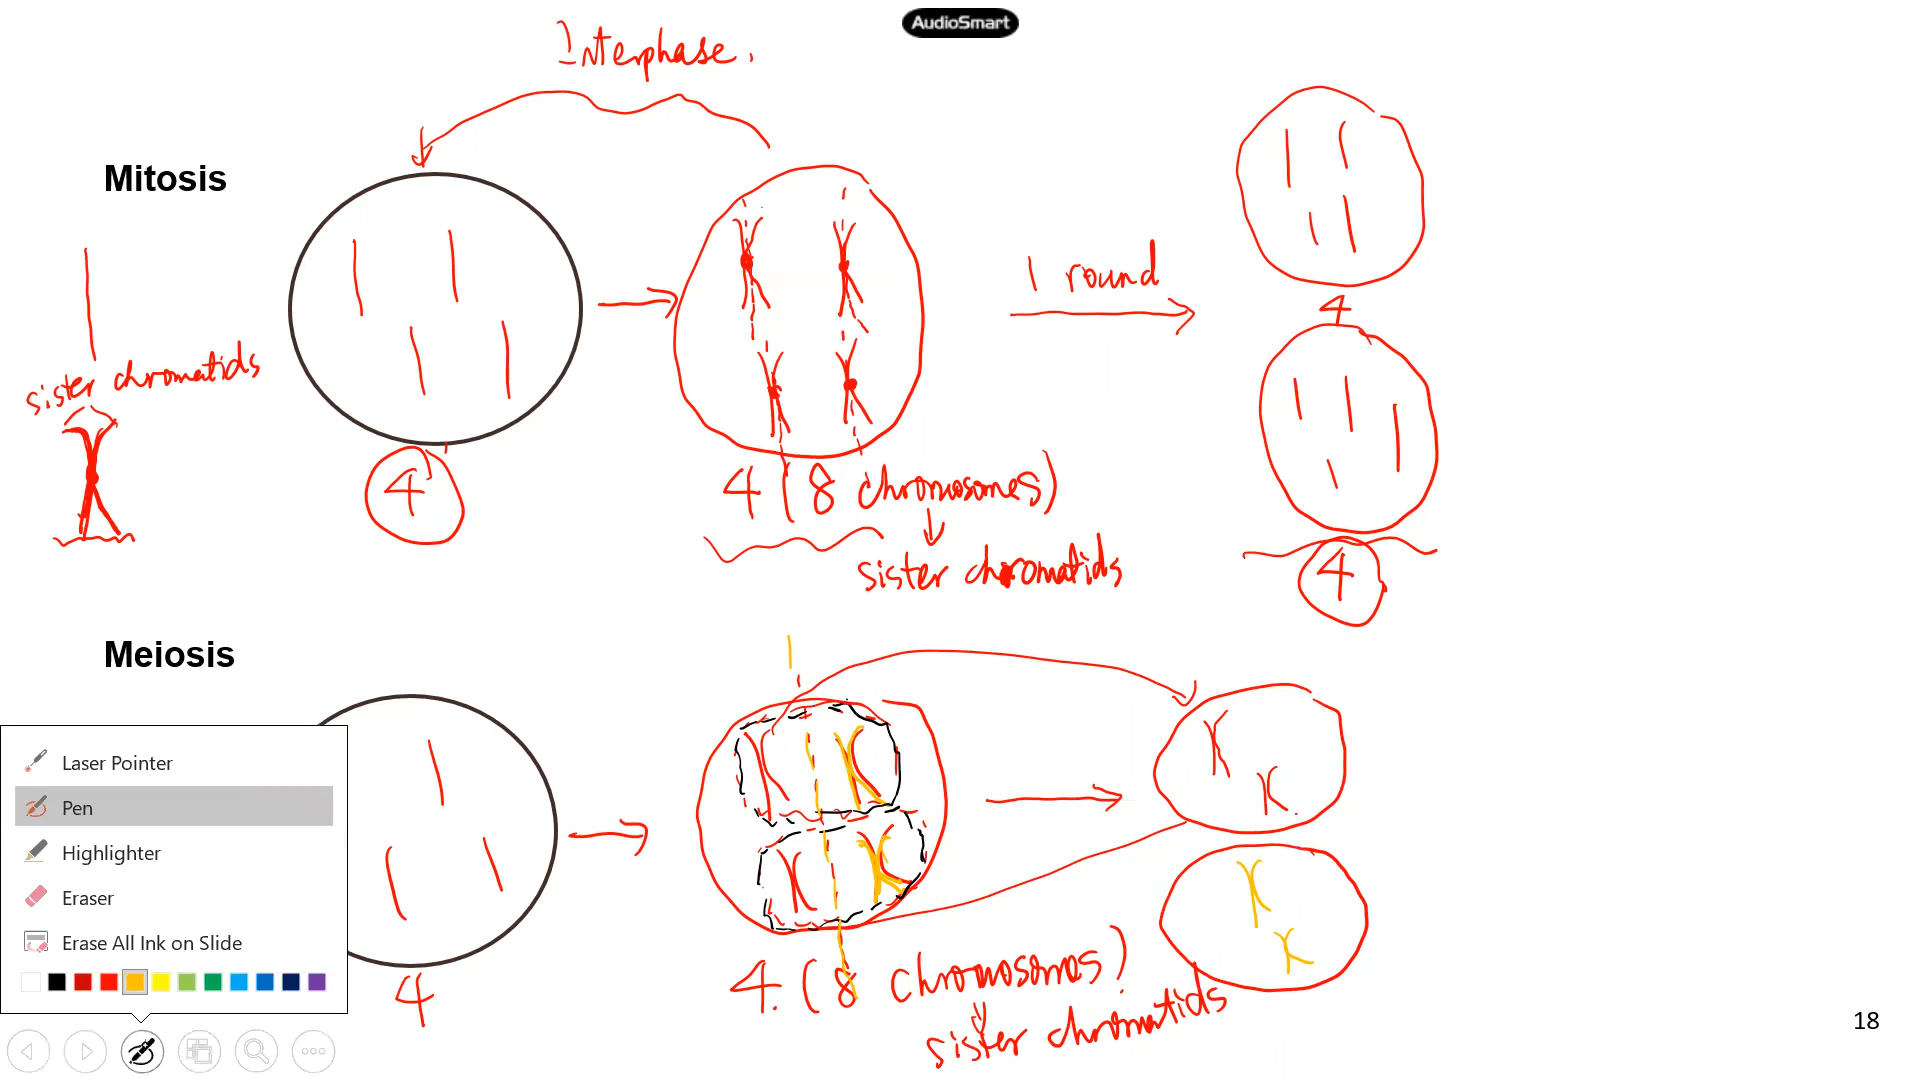 AudioSmart
Interphase.
Mitosis
1 round
4
sister chromatids
4
4 (8 chromosomes)
sister chromatids
4
Meiosis
Laser Pointer
Pen
Highlighter
Eraser
Erase All Ink on Slide
4
4. (8 chromosomes)
sister chromatids
18